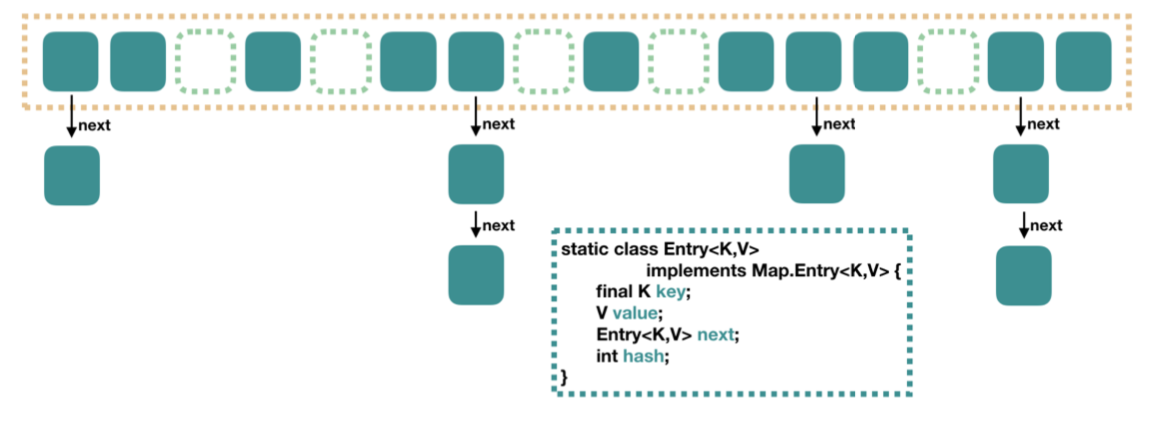 next
next
next
next
next
next
static class Entry<K,V>
implements Map.Entry<K,V> {
final K key;
V value;
Entry<K,V> next;
int hash;
}